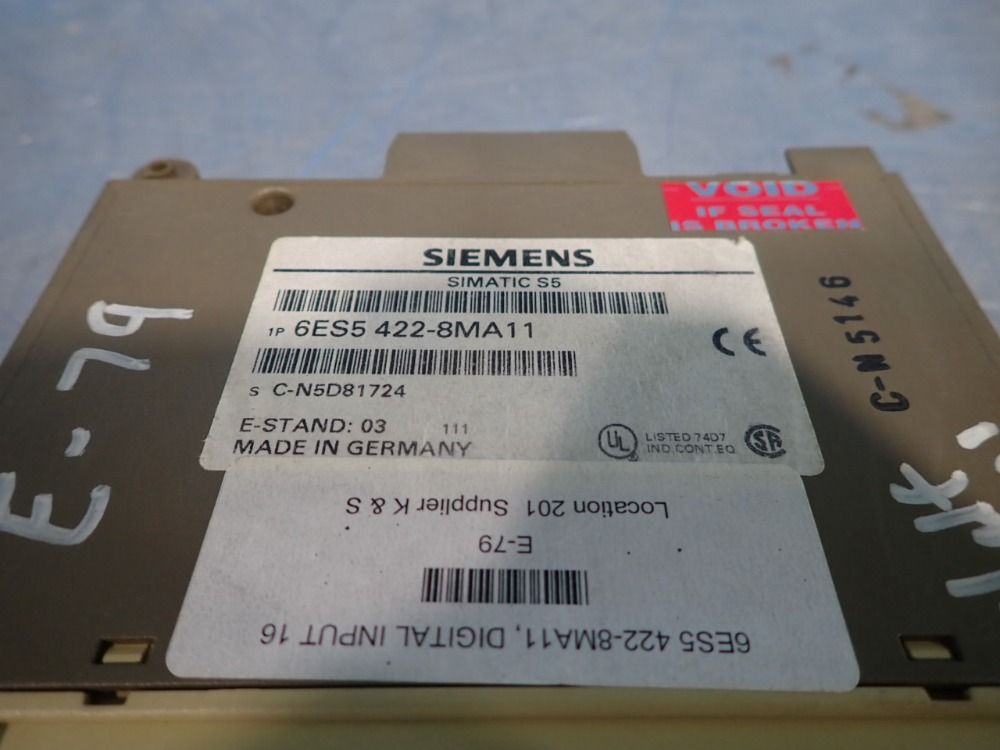 VOID
IF SEAL
IS BROKEN
SIEMENS
SIMATIC S5
1P 6ES5 422-8MA11
CE
S C-N5D81724
E-STAND: 03 111
MADE IN GERMANY
UL LISTED 74D7
IND.CONT.EQ
C-N5146
E-79
6ES5 422-8MA11, DIGITAL INPUT 16
E-79
Location 201 Supplier K & S